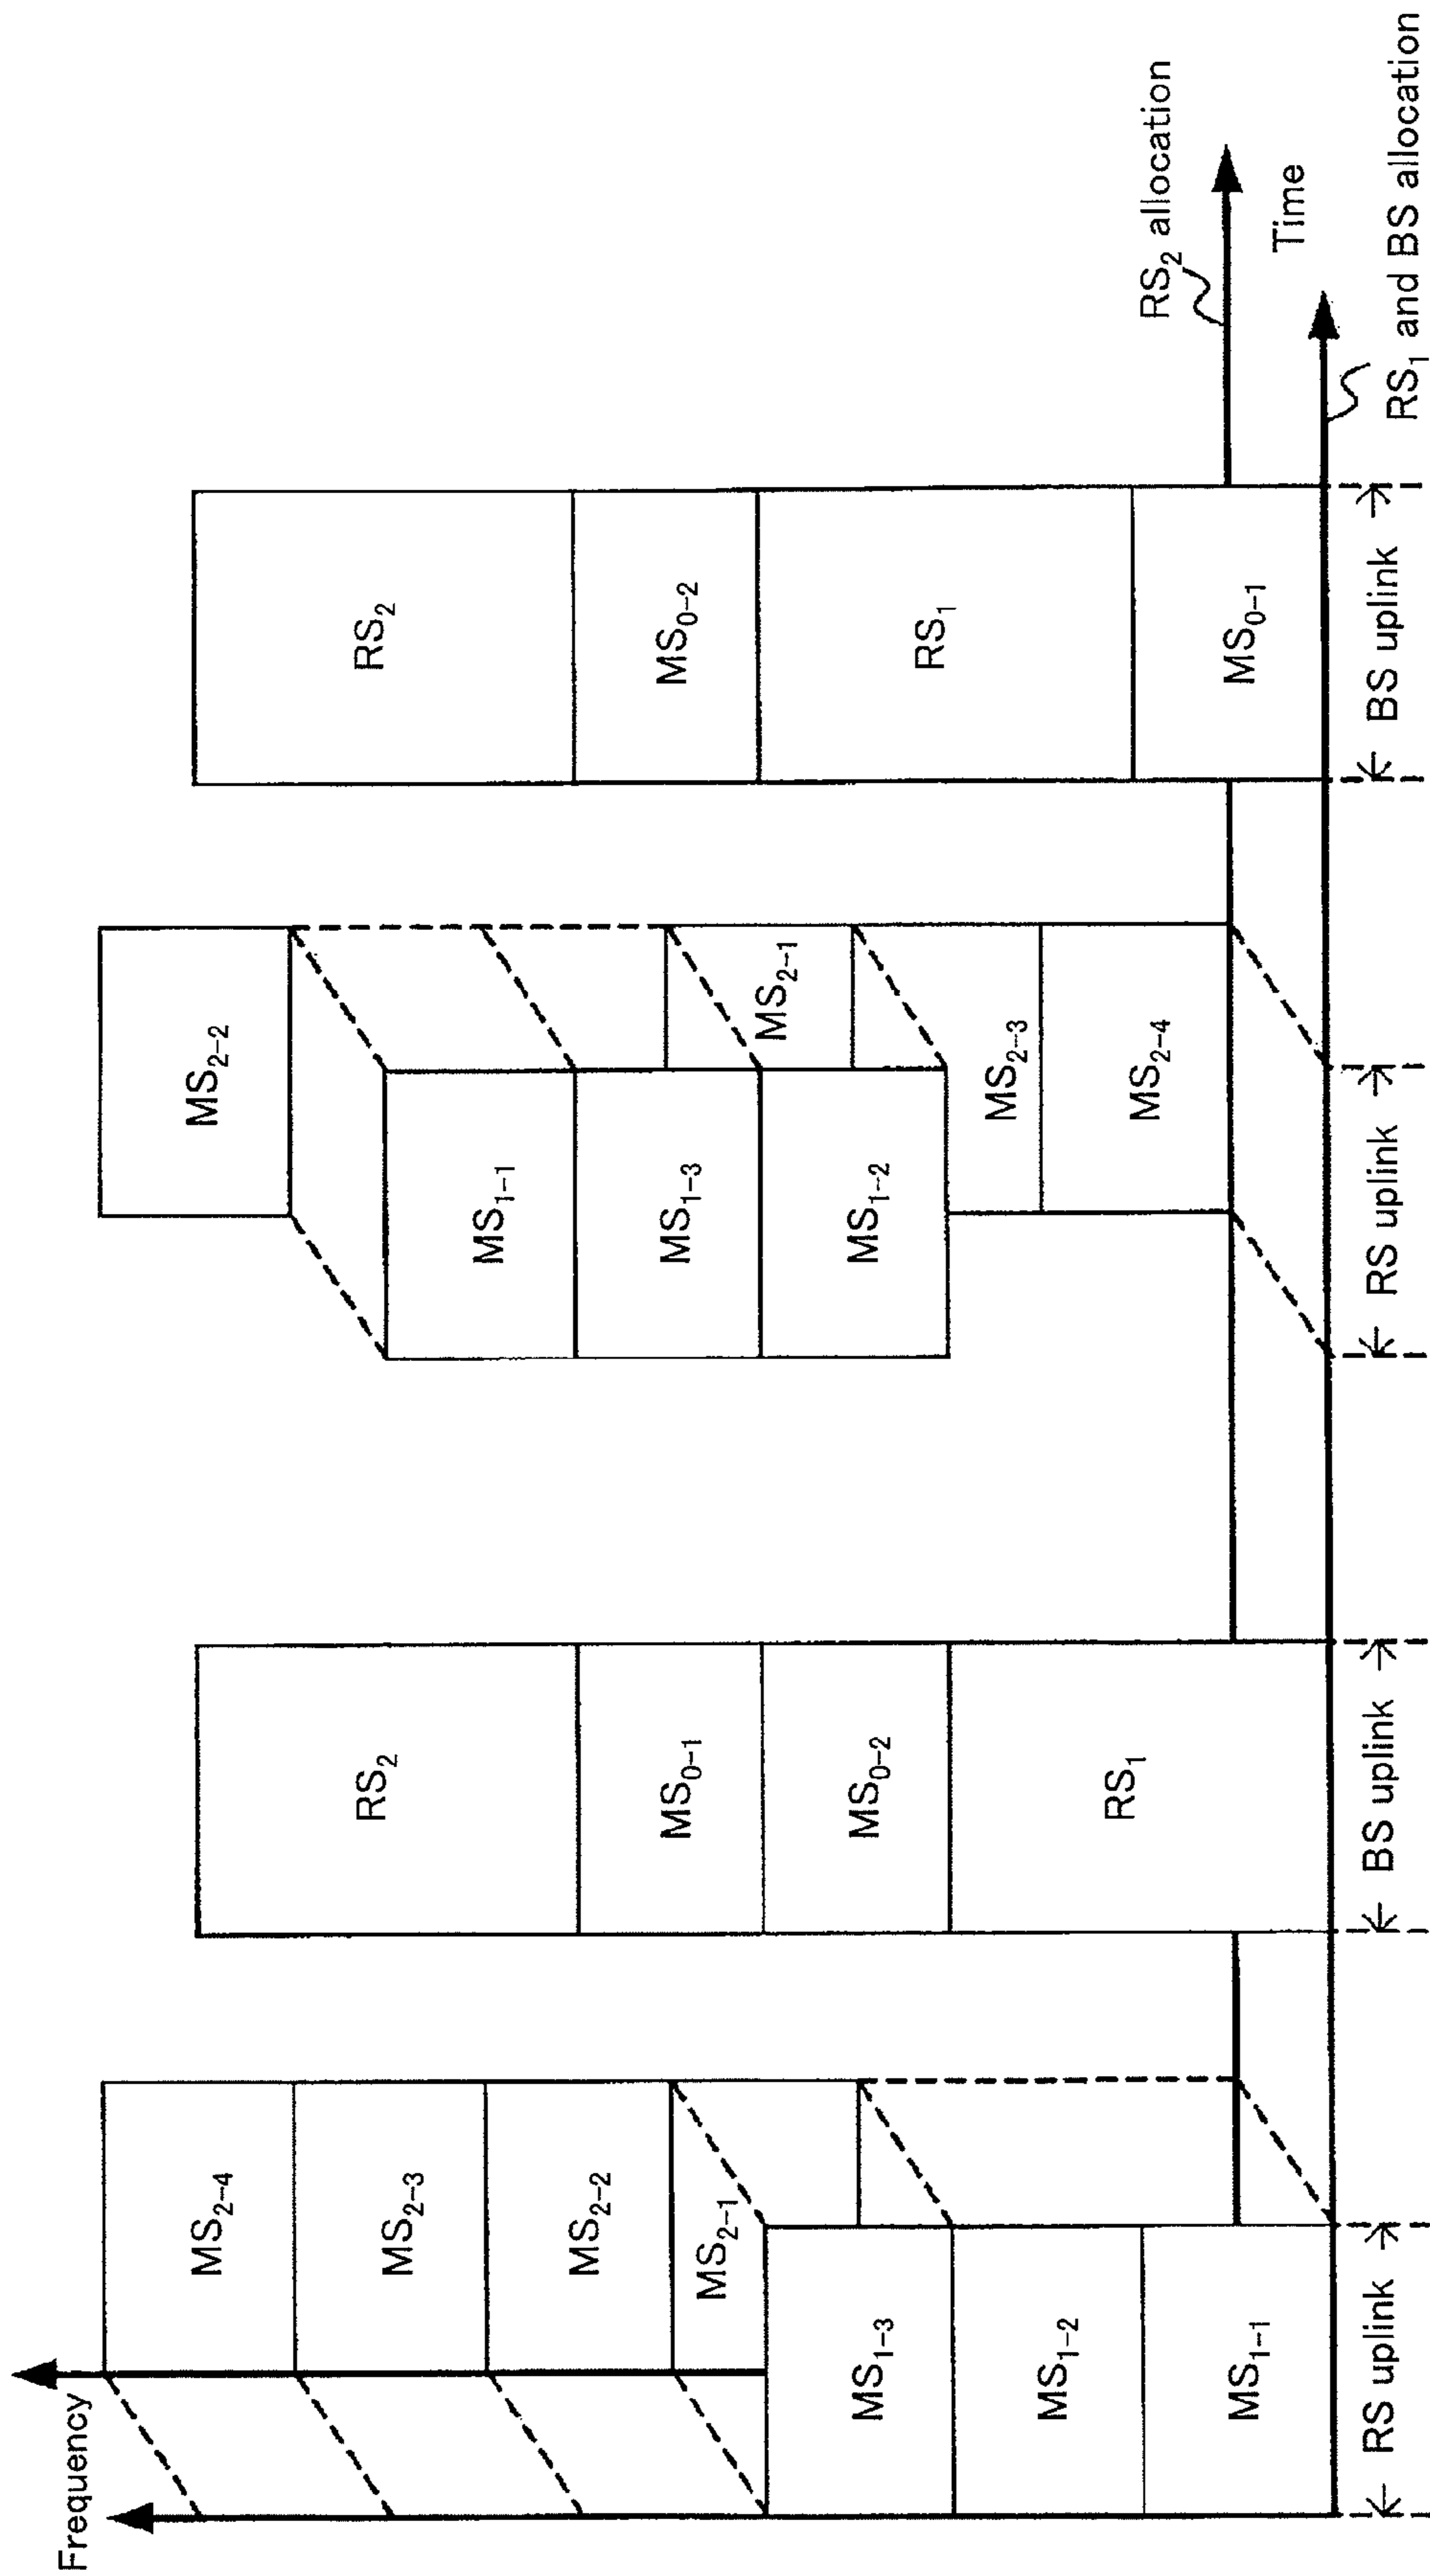 Frequency
MS₂₋₄
MS₂₋₃
MS₂₋₂
MS₂₋₁
MS₁₋₃
MS₁₋₂
MS₁₋₁
RS uplink
RS₂
MS₀₋₁
MS₀₋₂
RS₁
BS uplink
MS₂₋₂
MS₁₋₁
MS₁₋₃
MS₁₋₂
MS₂₋₁
MS₂₋₃
MS₂₋₄
RS uplink
RS₂
MS₀₋₂
RS₁
MS₀₋₁
BS uplink
RS₂ allocation
Time
RS₁ and BS allocation